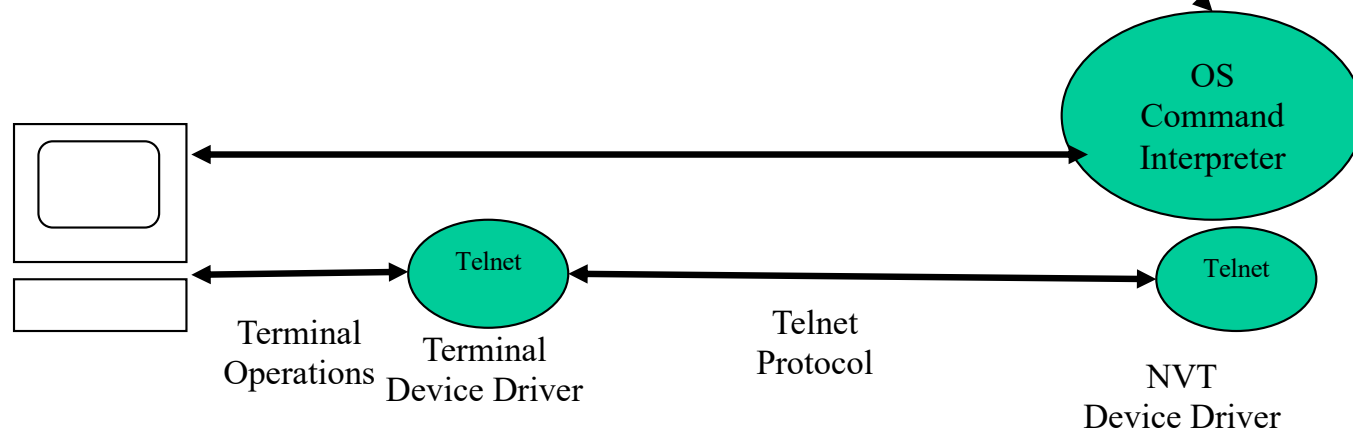 OS
Command
Interpreter
Telnet
Telnet
Terminal
Operations
Terminal
Device Driver
Telnet
Protocol
NVT
Device Driver